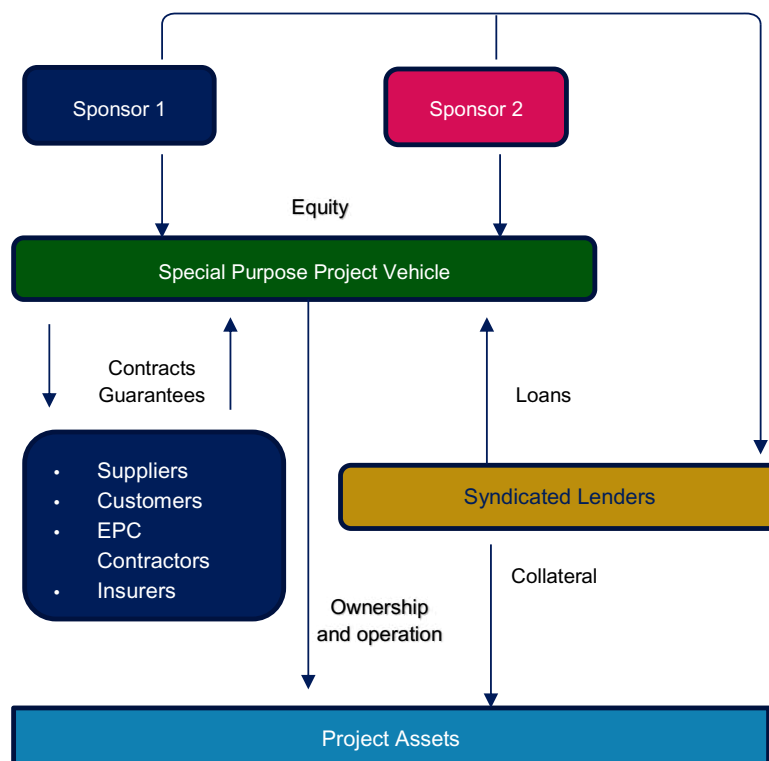 Sponsor 1
Sponsor 2
Equity
Special Purpose Project Vehicle
Contracts
Guarantees
Loans
• Suppliers
• Customers
• EPC
Contractors
• Insurers
Syndicated Lenders
Collateral
Ownership
and operation
Project Assets